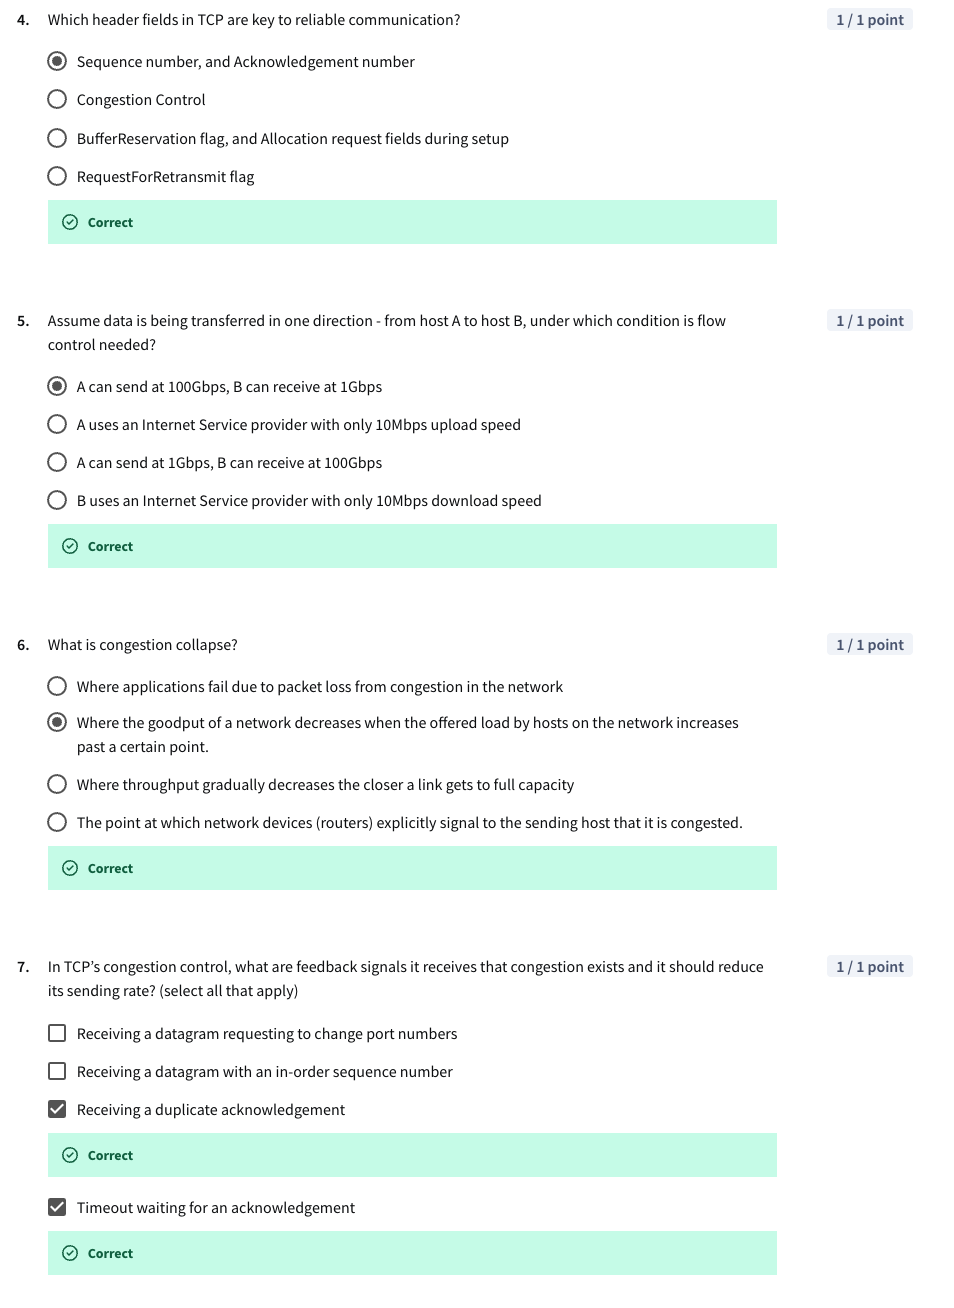 4. Which header fields in TCP are key to reliable communication? 1 / 1 point
Sequence number, and Acknowledgement number
Congestion Control
BufferReservation flag, and Allocation request fields during setup
RequestForRetransmit flag
Correct
5. Assume data is being transferred in one direction - from host A to host B, under which condition is flow 1 / 1 point
control needed?
A can send at 100Gbps, B can receive at 1Gbps
A uses an Internet Service provider with only 10Mbps upload speed
A can send at 1Gbps, B can receive at 100Gbps
B uses an Internet Service provider with only 10Mbps download speed
Correct
6. What is congestion collapse? 1 / 1 point
Where applications fail due to packet loss from congestion in the network
Where the goodput of a network decreases when the offered load by hosts on the network increases
past a certain point.
Where throughput gradually decreases the closer a link gets to full capacity
The point at which network devices (routers) explicitly signal to the sending host that it is congested.
Correct
7. In TCP’s congestion control, what are feedback signals it receives that congestion exists and it should reduce 1 / 1 point
its sending rate? (select all that apply)
Receiving a datagram requesting to change port numbers
Receiving a datagram with an in-order sequence number
Receiving a duplicate acknowledgement
Correct
Timeout waiting for an acknowledgement
Correct